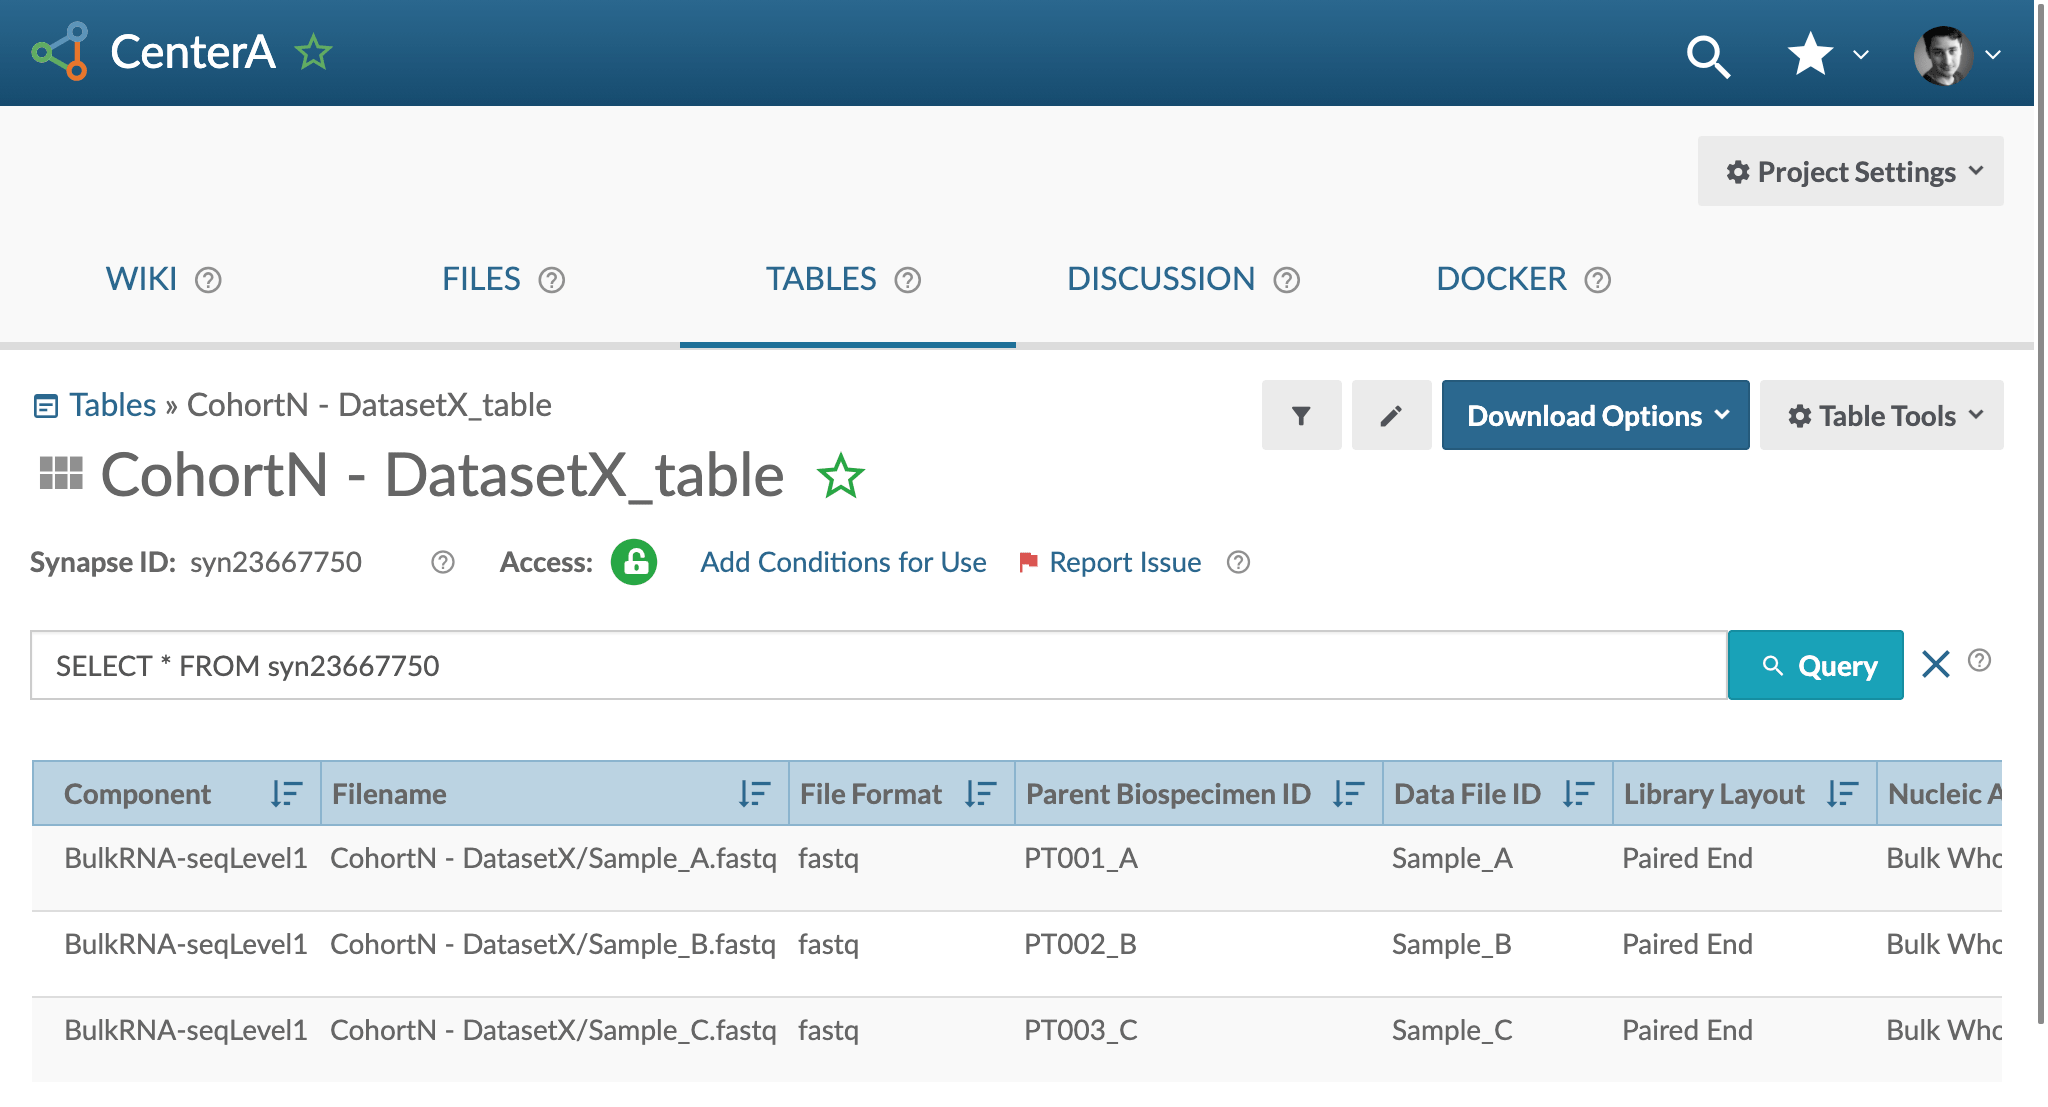 CenterA
Project Settings
WIKI FILES TABLES DISCUSSION DOCKER
Tables » CohortN - DatasetX_table
Download Options Table Tools
CohortN - DatasetX_table
Synapse ID: syn23667750 Access: Add Conditions for Use Report Issue
SELECT * FROM syn23667750 Query
Component Filename File Format Parent Biospecimen ID Data File ID Library Layout Nucleic A
BulkRNA-seqLevel1 CohortN - DatasetX/Sample_A.fastq fastq PT001_A Sample_A Paired End Bulk Who
BulkRNA-seqLevel1 CohortN - DatasetX/Sample_B.fastq fastq PT002_B Sample_B Paired End Bulk Who
BulkRNA-seqLevel1 CohortN - DatasetX/Sample_C.fastq fastq PT003_C Sample_C Paired End Bulk Who